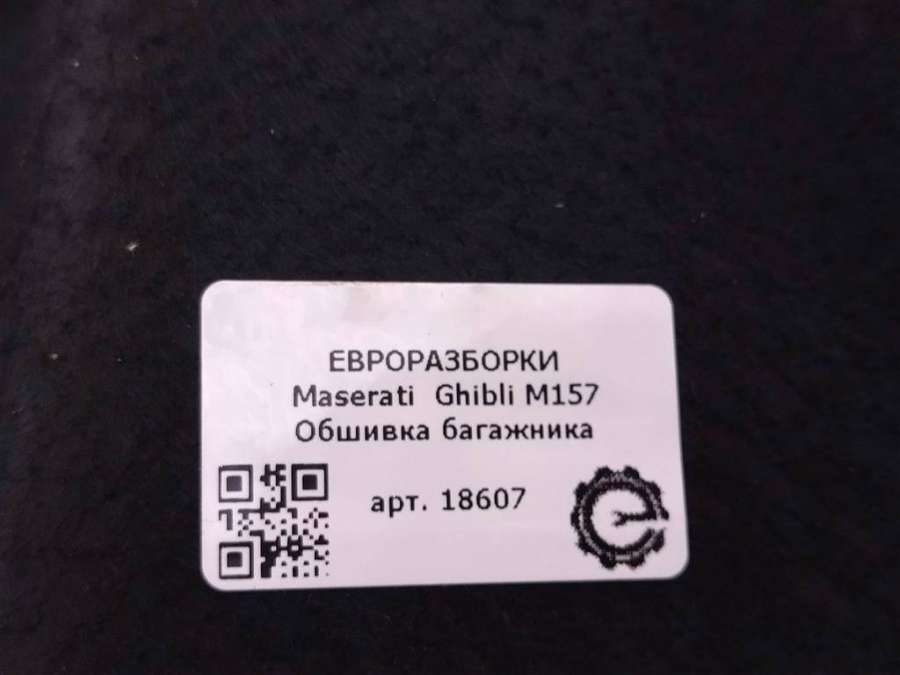 ЕВРОРАЗБОРКИ
Maserati Ghibli M157
Обшивка багажника
арт. 18607